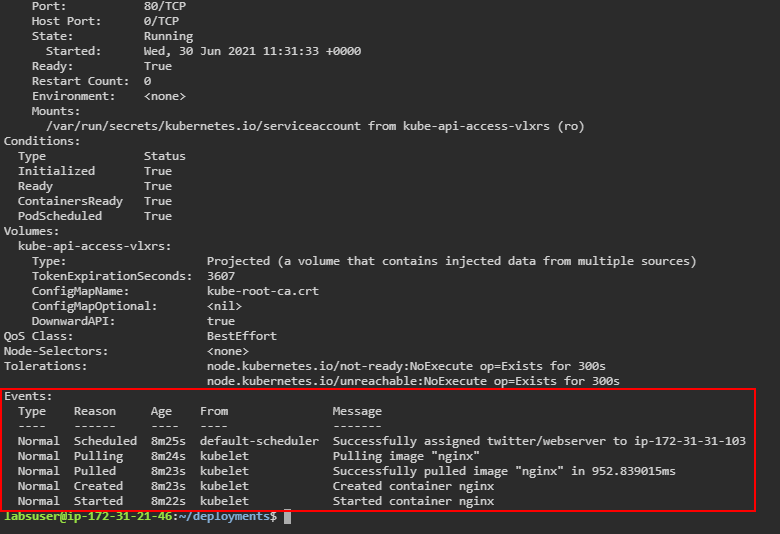 Port:           80/TCP
Host Port:      0/TCP
State:          Running
Started:      Wed, 30 Jun 2021 11:31:33 +0000
Ready:          True
Restart Count:  0
Environment:    <none>
Mounts:
/var/run/secrets/kubernetes.io/serviceaccount from kube-api-access-vlxrs (ro)
Conditions:
Type              Status
Initialized       True
Ready             True
ContainersReady   True
PodScheduled      True
Volumes:
kube-api-access-vlxrs:
Type:                    Projected (a volume that contains injected data from multiple sources)
TokenExpirationSeconds:  3607
ConfigMapName:           kube-root-ca.crt
ConfigMapOptional:       <nil>
DownwardAPI:             true
QoS Class:                   BestEffort
Node-Selectors:              <none>
Tolerations:                 node.kubernetes.io/not-ready:NoExecute op=Exists for 300s
node.kubernetes.io/unreachable:NoExecute op=Exists for 300s
Events:
Type    Reason     Age    From               Message
----    ------     ----   ----               -------
Normal  Scheduled  8m25s  default-scheduler  Successfully assigned twitter/webserver to ip-172-31-31-103
Normal  Pulling    8m24s  kubelet            Pulling image "nginx"
Normal  Pulled     8m23s  kubelet            Successfully pulled image "nginx" in 952.839015ms
Normal  Created    8m23s  kubelet            Created container nginx
Normal  Started    8m22s  kubelet            Started container nginx
labsuser@ip-172-31-21-46:~/deployments$